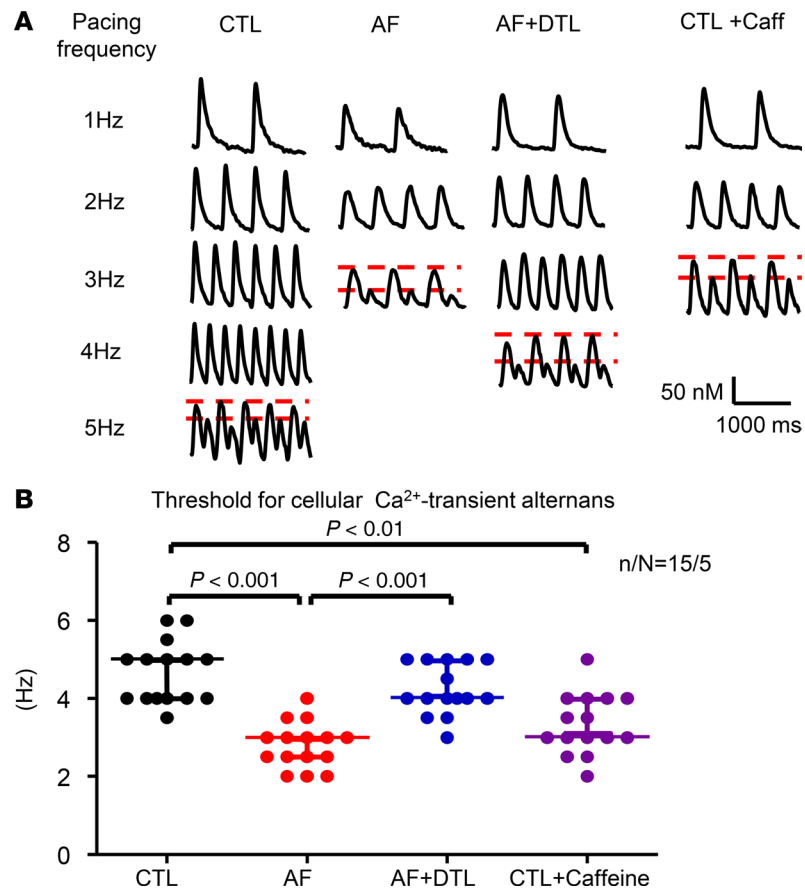 A
Pacing
frequency
CTL
AF
AF+DTL
CTL +Caff
1Hz
2Hz
3Hz
4Hz
5Hz
50 nM
1000 ms
B
Threshold for cellular Ca²⁺-transient alternans
P < 0.01
n/N=15/5
P < 0.001
P < 0.001
(Hz)
8
6
4
2
0
CTL
AF
AF+DTL
CTL+Caffeine